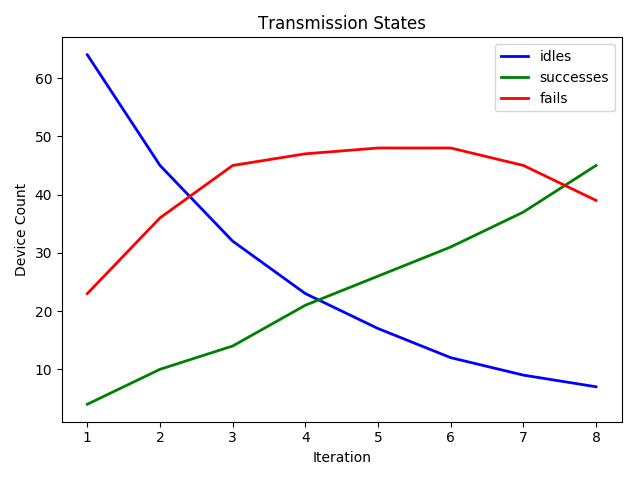 Transmission States
idles
successes
fails
Device Count
60
50
40
30
20
10
1 2 3 4 5 6 7 8
Iteration